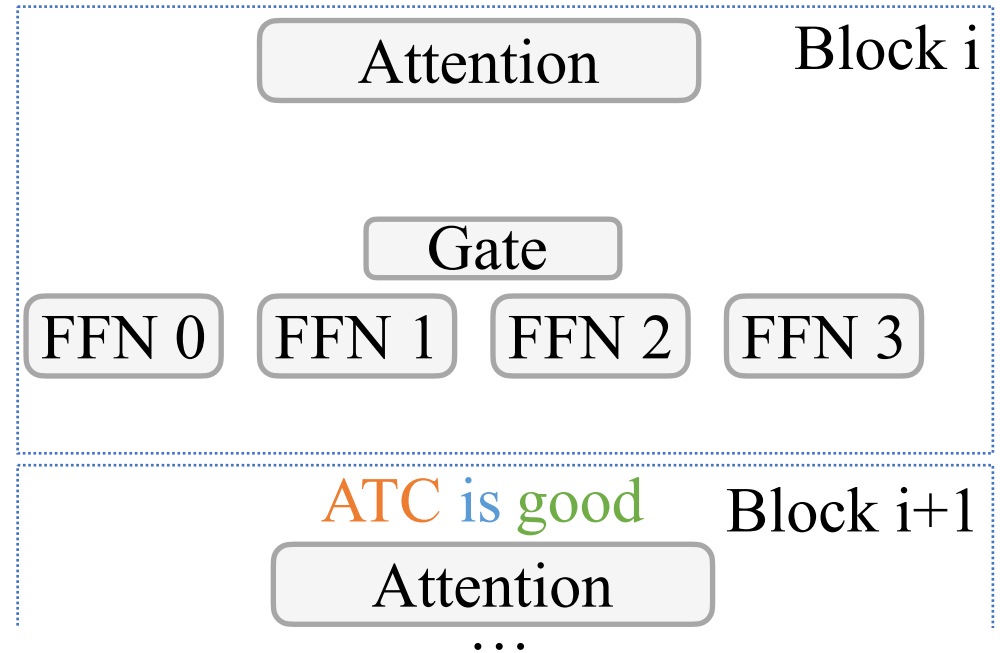 Attention
Block i
Gate
FFN 0
FFN 1
FFN 2
FFN 3
ATC is good
Block i+1
Attention
...